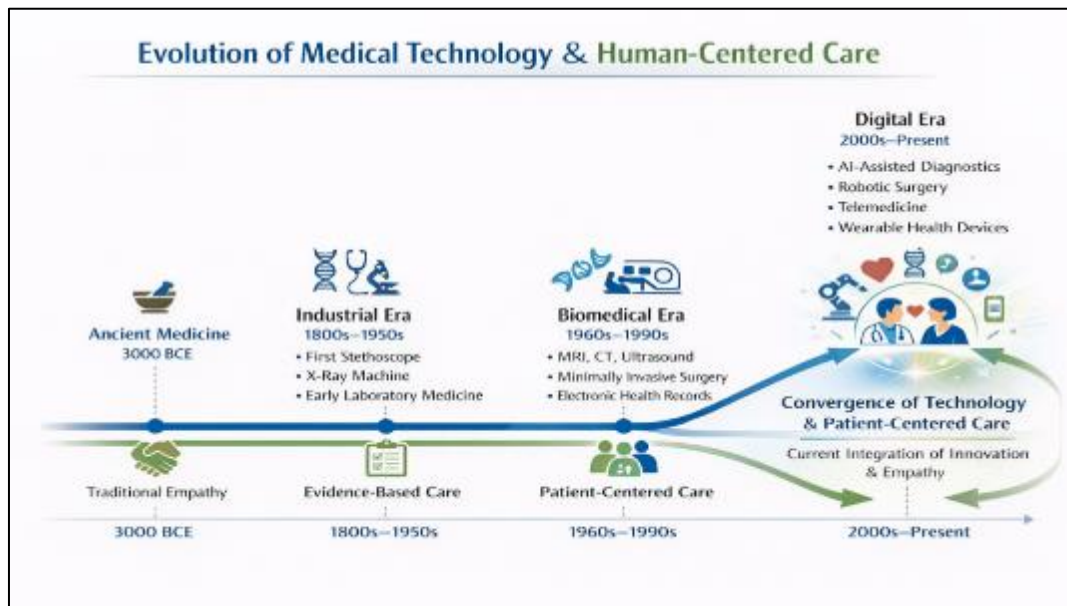 Evolution of Medical Technology & Human-Centered Care
Digital Era
2000s–Present
• AI-Assisted Diagnostics
• Robotic Surgery
• Telemedicine
• Wearable Health Devices
Ancient Medicine
3000 BCE
Industrial Era
1800s–1950s
• First Stethoscope
• X-Ray Machine
• Early Laboratory Medicine
Biomedical Era
1960s–1990s
• MRI, CT, Ultrasound
• Minimally Invasive Surgery
• Electronic Health Records
Convergence of Technology
& Patient-Centered Care
Current Integration of Innovation
& Empathy
Traditional Empathy
Evidence-Based Care
Patient-Centered Care
3000 BCE
1800s–1950s
1960s–1990s
2000s–Present